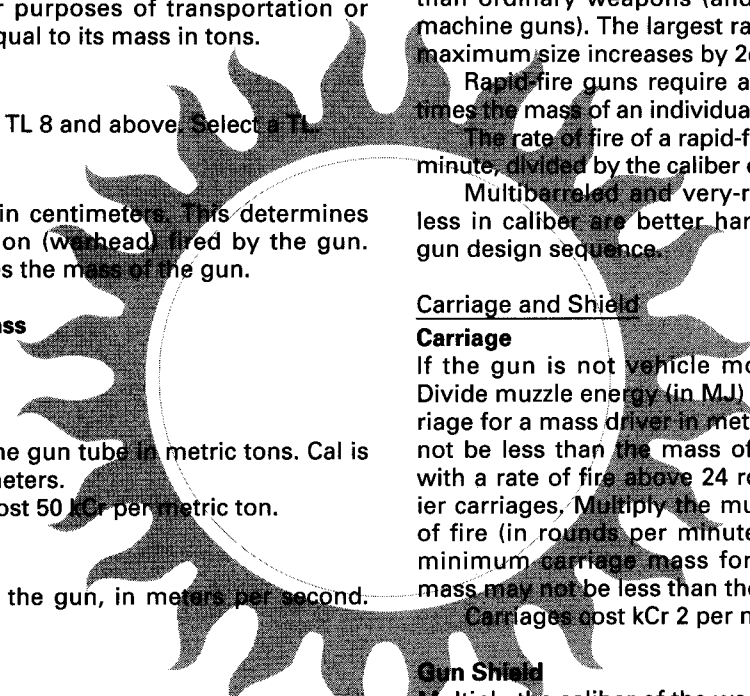 r purposes of transportation or
qual to its mass in tons.
TL 8 and above. Select a TL.
in centimeters. This determines
on (warhead) fired by the gun.
s the mass of the gun.
ss
ne gun tube in metric tons. Cal is
neters.
ost 50 kCr per metric ton.
the gun, in meters per second.
than ordinary weapons (and
machine guns). The largest ra
maximum size increases by 2
Rapid-fire guns require a
times the mass of an individua
The rate of fire of a rapid-f
minute, divided by the caliber
Multibarreled and very-r
less in caliber are better har
gun design sequence.
Carriage and Shield
Carriage
If the gun is not vehicle mo
Divide muzzle energy (in MJ)
riage for a mass driver in met
not be less than the mass of
with a rate of fire above 24 ro
ier carriages. Multiply the mu
of fire (in rounds per minute
minimum carriage mass for
mass may not be less than the
Carriages cost kCr 2 per m
Gun Shield